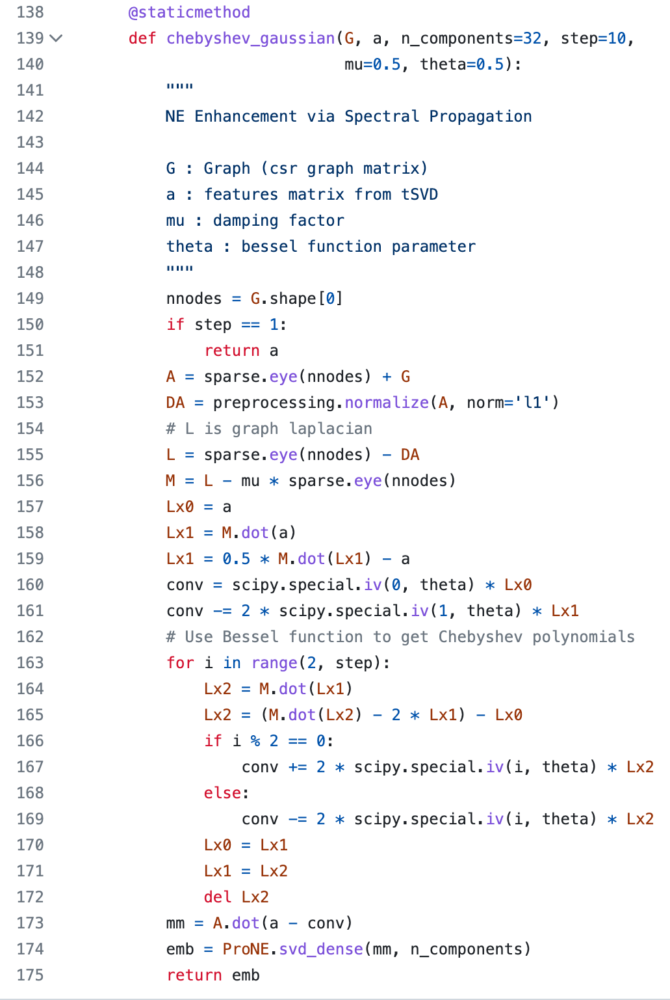 138         @staticmethod
139         def chebyshev_gaussian(G, a, n_components=32, step=10,
140                                mu=0.5, theta=0.5):
141             """
142             NE Enhancement via Spectral Propagation
143
144             G : Graph (csr graph matrix)
145             a : features matrix from tSVD
146             mu : damping factor
147             theta : bessel function parameter
148             """
149             nnodes = G.shape[0]
150             if step == 1:
151                 return a
152             A = sparse.eye(nnodes) + G
153             DA = preprocessing.normalize(A, norm='l1')
154             # L is graph laplacian
155             L = sparse.eye(nnodes) - DA
156             M = L - mu * sparse.eye(nnodes)
157             Lx0 = a
158             Lx1 = M.dot(a)
159             Lx1 = 0.5 * M.dot(Lx1) - a
160             conv = scipy.special.iv(0, theta) * Lx0
161             conv -= 2 * scipy.special.iv(1, theta) * Lx1
162             # Use Bessel function to get Chebyshev polynomials
163             for i in range(2, step):
164                 Lx2 = M.dot(Lx1)
165                 Lx2 = (M.dot(Lx2) - 2 * Lx1) - Lx0
166                 if i % 2 == 0:
167                     conv += 2 * scipy.special.iv(i, theta) * Lx2
168                 else:
169                     conv -= 2 * scipy.special.iv(i, theta) * Lx2
170                 Lx0 = Lx1
171                 Lx1 = Lx2
172                 del Lx2
173             mm = A.dot(a - conv)
174             emb = ProNE.svd_dense(mm, n_components)
175             return emb